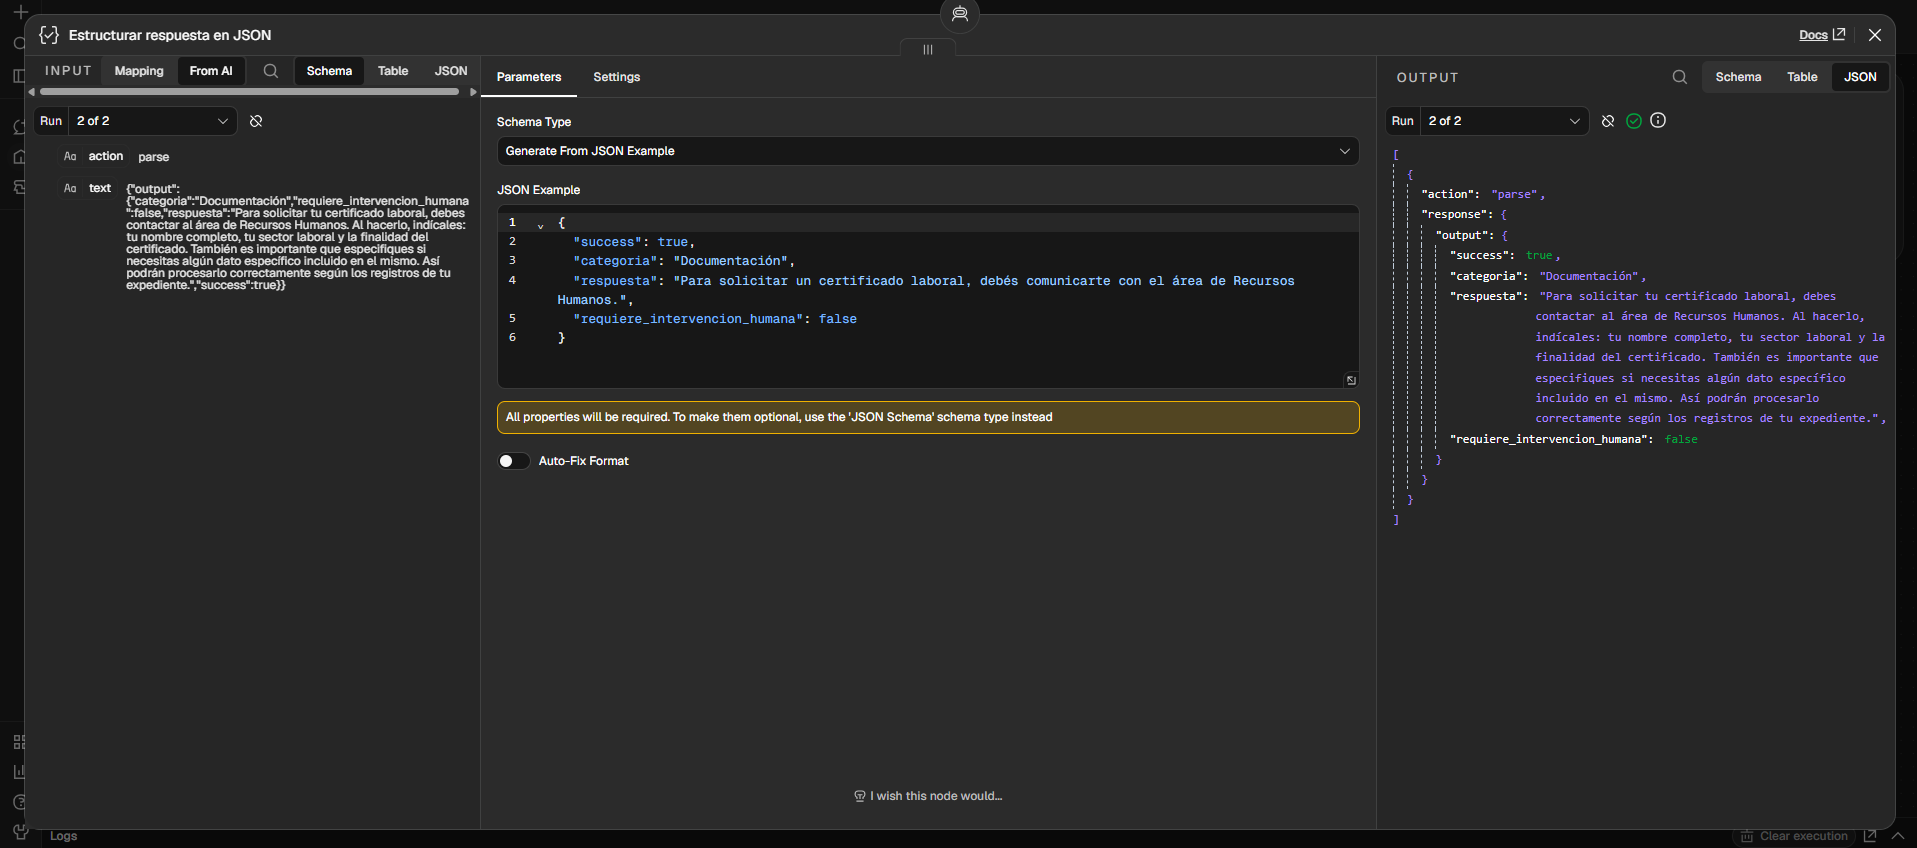 Estructurar respuesta en JSON
Docs
INPUT
Mapping
From AI
Schema
Table
JSON
Run
2 of 2
Aa action parse
Aa text {"output":
{"categoria":"Documentación","requiere_intervencion_humana
":false,"respuesta":"Para solicitar tu certificado laboral, debes
contactar al área de Recursos Humanos. Al hacerlo, indícales:
tu nombre completo, tu sector laboral y la finalidad del
certificado. También es importante que especifiques si
necesitas algún dato específico incluido en el mismo. Así
podrán procesarlo correctamente según los registros de tu
expediente.","success":true}}
Parameters
Settings
Schema Type
Generate From JSON Example
JSON Example
1 {
2 "success": true,
3 "categoria": "Documentación",
4 "respuesta": "Para solicitar un certificado laboral, debés comunicarte con el área de Recursos
Humanos.",
5 "requiere_intervencion_humana": false
6 }
All properties will be required. To make them optional, use the 'JSON Schema' schema type instead
Auto-Fix Format
I wish this node would...
OUTPUT
Schema
Table
JSON
Run
2 of 2
[
{
"action": "parse",
"response": {
"output": {
"success": true,
"categoria": "Documentación",
"respuesta": "Para solicitar tu certificado laboral, debes
contactar al área de Recursos Humanos. Al hacerlo,
indícales: tu nombre completo, tu sector laboral y la
finalidad del certificado. También es importante que
especifiques si necesitas algún dato específico
incluido en el mismo. Así podrán procesarlo
correctamente según los registros de tu expediente.",
"requiere_intervencion_humana": false
}
}
}
]
Logs
Clear execution